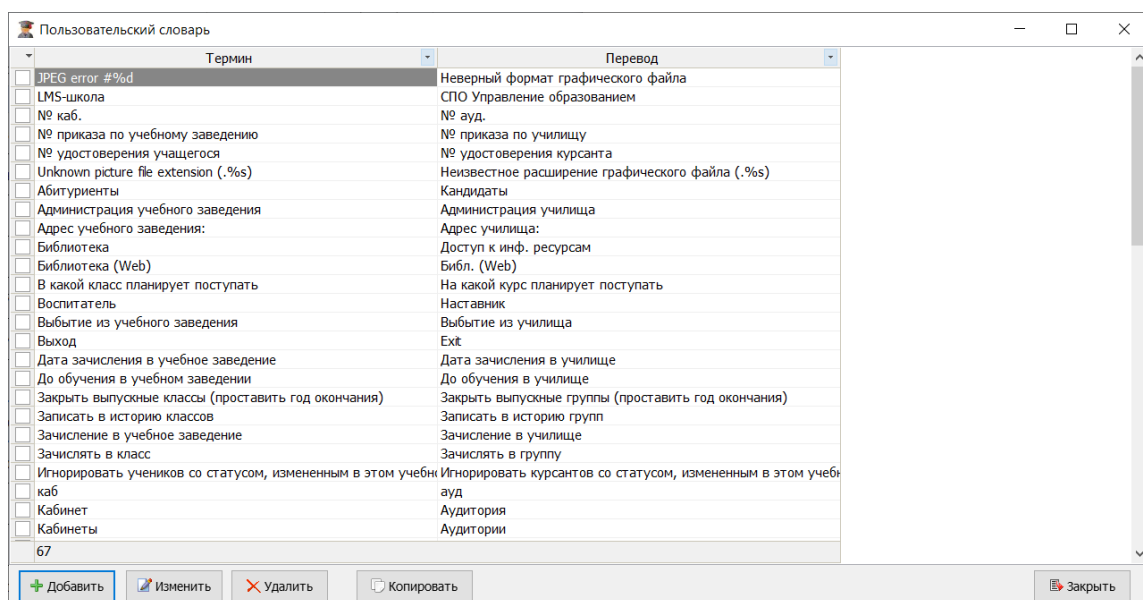 Пользовательский словарь
Термин Перевод
JPEG error #%d Неверный формат графического файла
LMS-школа СПО Управление образованием
№ каб. № ауд.
№ приказа по учебному заведению № приказа по училищу
№ удостоверения учащегося № удостоверения курсанта
Unknown picture file extension (.%s) Неизвестное расширение графического файла (.%s)
Абитуриенты Кандидаты
Администрация учебного заведения Администрация училища
Адрес учебного заведения: Адрес училища:
Библиотека Доступ к инф. ресурсам
Библиотека (Web) Библ. (Web)
В какой класс планирует поступать На какой курс планирует поступать
Воспитатель Наставник
Выбытие из учебного заведения Выбытие из училища
Выход Exit
Дата зачисления в учебное заведение Дата зачисления в училище
До обучения в учебном заведении До обучения в училище
Закрыть выпускные классы (проставить год окончания) Закрыть выпускные группы (проставить год окончания)
Записать в историю классов Записать в историю групп
Зачисление в учебное заведение Зачисление в училище
Зачислять в класс Зачислять в группу
Игнорировать учеников со статусом, измененным в этом учебно Игнорировать курсантов со статусом, измененным в этом учебн
каб ауд
Кабинет Аудитория
Кабинеты Аудитории
67
Добавить Изменить Удалить Копировать Закрыть